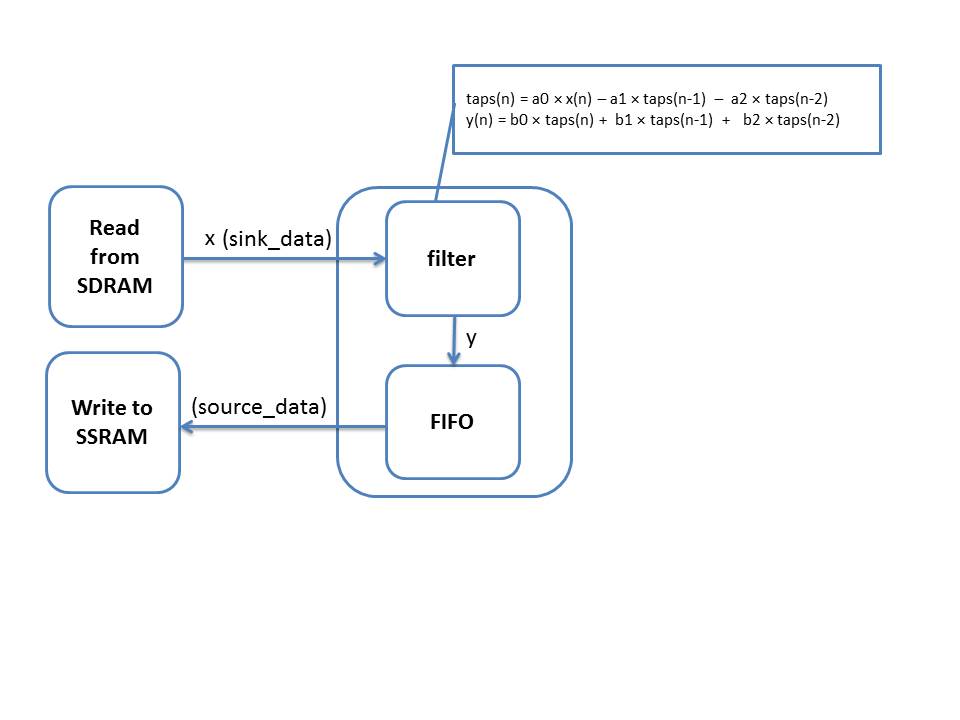 taps(n) = a0 × x(n) – a1 × taps(n-1) – a2 × taps(n-2)
y(n) = b0 × taps(n) + b1 × taps(n-1) + b2 × taps(n-2)
Read
from
SDRAM
x (sink_data)
filter
y
Write to
SSRAM
(source_data)
FIFO